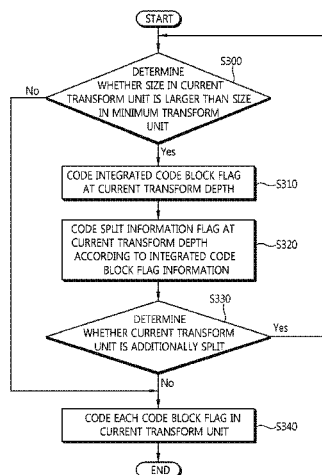 START
S300
DETERMINE
WHETHER SIZE IN CURRENT
TRANSFORM UNIT IS LARGER THAN SIZE
IN MINIMUM TRANSFORM
UNIT
No
Yes
CODE INTEGRATED CODE BLOCK FLAG
AT CURRENT TRANSFORM DEPTH
S310
CODE SPLIT INFORMATION FLAG AT
CURRENT TRANSFORM DEPTH
ACCORDING TO INTEGRATED CODE
BLOCK FLAG INFORMATION
S320
S330
DETERMINE
WHETHER CURRENT TRANSFORM
UNIT IS ADDITIONALLY SPLIT
Yes
No
CODE EACH CODE BLOCK FLAG IN
CURRENT TRANSFORM UNIT
S340
END